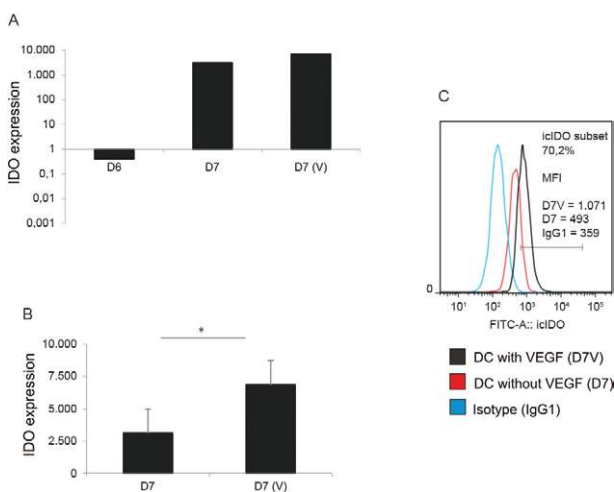 A
IDO expression
10.000
1.000
100
10
1
0,1
0,01
0,001
D6
D7
D7 (V)
B
*
IDO expression
10.000
7.500
5.000
2.500
0
D7
D7 (V)
C
icIDO subset
70,2%
MFI
D7V = 1.071
D7 = 493
IgG1 = 359
0
10¹ 10² 10³ 10⁴ 10⁵
FITC-A:: icIDO
DC with VEGF (D7V)
DC without VEGF (D7)
Isotype (IgG1)